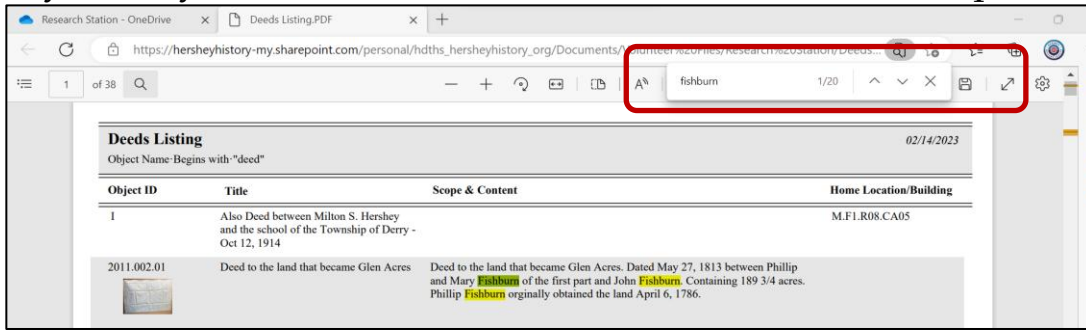 Research Station - OneDrive
Deeds Listing.PDF
https://hersheyhistory-my.sharepoint.com/personal/hdths_hersheyhistory_org/Documents/
1 of 38
fishburn 1/20
Deeds Listing 02/14/2023
Object Name-Begins with-"deed"
Object ID Title Scope & Content Home Location/Building
1 Also Deed between Milton S. Hershey M.F1.R08.CA05
and the school of the Township of Derry -
Oct 12, 1914
2011.002.01 Deed to the land that became Glen Acres Deed to the land that became Glen Acres. Dated May 27, 1813 between Phillip
and Mary Fishburn of the first part and John Fishburn. Containing 189 3/4 acres.
Phillip Fishburn orginally obtained the land April 6, 1786.